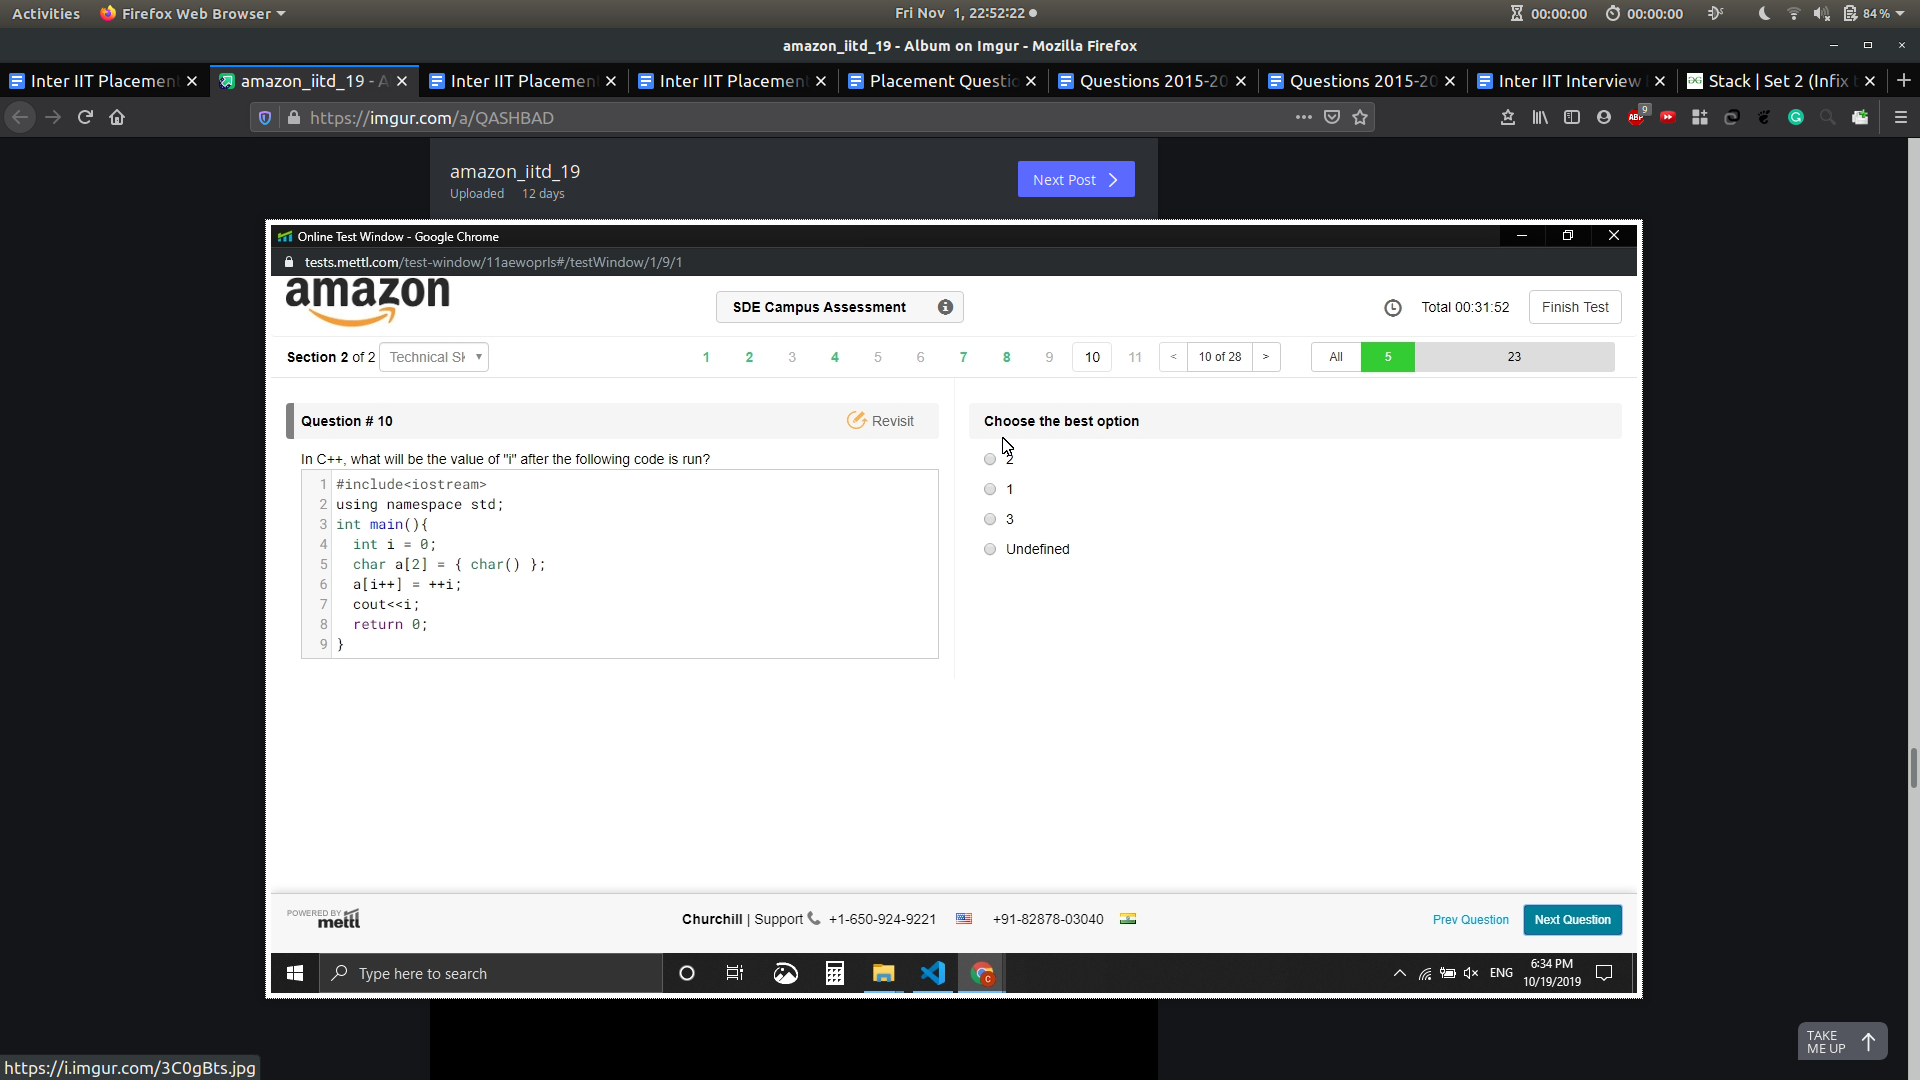 Activities Firefox Web Browser Fri Nov 1, 22:52:22 00:00:00 00:00:00 84%
amazon_iitd_19 - Album on Imgur - Mozilla Firefox
Inter IIT Placement amazon_iitd_19 - A Inter IIT Placement Inter IIT Placement Placement Questio Questions 2015-20 Questions 2015-20 Inter IIT Interview Stack | Set 2 (Infix t
https://imgur.com/a/QASHBAD ABP 9
amazon_iitd_19
Uploaded 12 days
Next Post
Online Test Window - Google Chrome
tests.mettl.com/test-window/11aewoprls#/testWindow/1/9/1
amazon
SDE Campus Assessment
Total 00:31:52 Finish Test
Section 2 of 2 Technical Sk 1 2 3 4 5 6 7 8 9 10 11 < 10 of 28 > All 5 23
Question # 10 Revisit
In C++, what will be the value of "i" after the following code is run?
1 #include<iostream>
2 using namespace std;
3 int main(){
4 int i = 0;
5 char a[2] = { char() };
6 a[i++] = ++i;
7 cout<<i;
8 return 0;
9 }
Choose the best option
2
1
3
Undefined
POWERED BY
mettl
Churchill | Support +1-650-924-9221 +91-82878-03040
Prev Question Next Question
Type here to search
C
ENG
6:34 PM
10/19/2019
TAKE
ME UP
https://i.imgur.com/3C0gBts.jpg